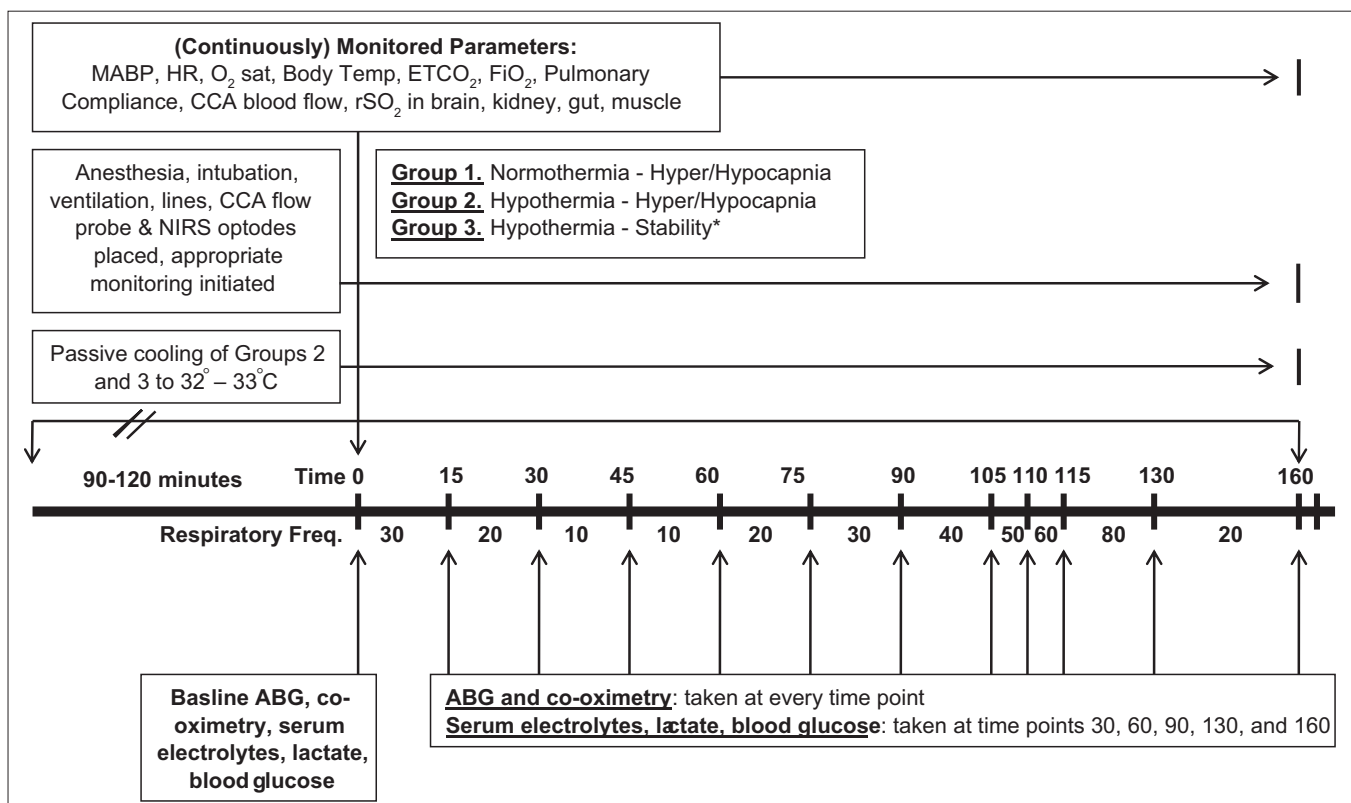 (Continuously) Monitored Parameters:
MABP, HR, O2 sat, Body Temp, ETCO2, FiO2, Pulmonary
Compliance, CCA blood flow, rSO2 in brain, kidney, gut, muscle
Anesthesia, intubation,
ventilation, lines, CCA flow
probe & NIRS optodes
placed, appropriate
monitoring initiated
Group 1. Normothermia - Hyper/Hypocapnia
Group 2. Hypothermia - Hyper/Hypocapnia
Group 3. Hypothermia - Stability*
Passive cooling of Groups 2
and 3 to 32° – 33°C
90-120 minutes Time 0 15 30 45 60 75 90 105 110 115 130 160
Respiratory Freq. 30 20 10 10 20 30 40 50 60 80 20
Basline ABG, co-
oximetry, serum
electrolytes, lactate,
blood glucose
ABG and co-oximetry: taken at every time point
Serum electrolytes, lactate, blood glucose: taken at time points 30, 60, 90, 130, and 160